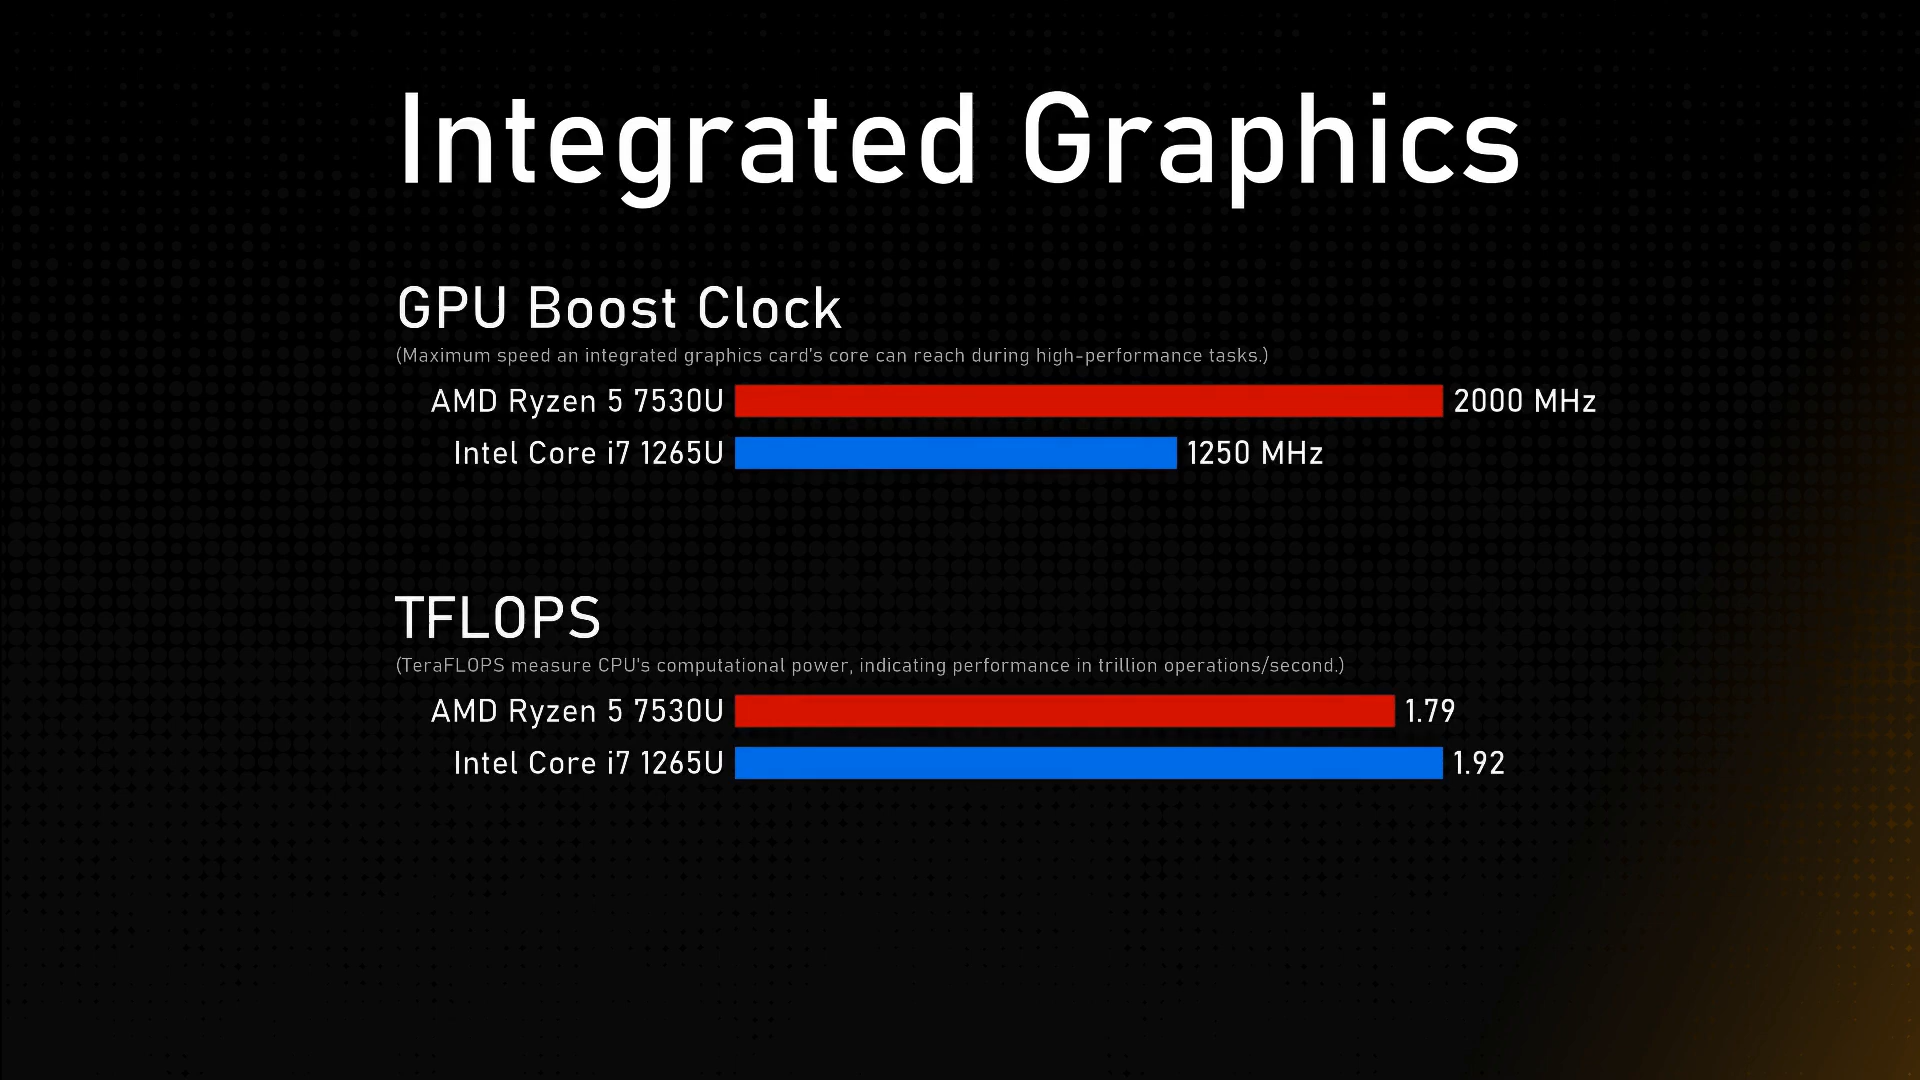 Integrated Graphics
GPU Boost Clock
(Maximum speed an integrated graphics card's core can reach during high-performance tasks.)
AMD Ryzen 5 7530U 2000 MHz
Intel Core i7 1265U 1250 MHz
TFLOPS
(TeraFLOPS measure CPU's computational power, indicating performance in trillion operations/second.)
AMD Ryzen 5 7530U 1.79
Intel Core i7 1265U 1.92